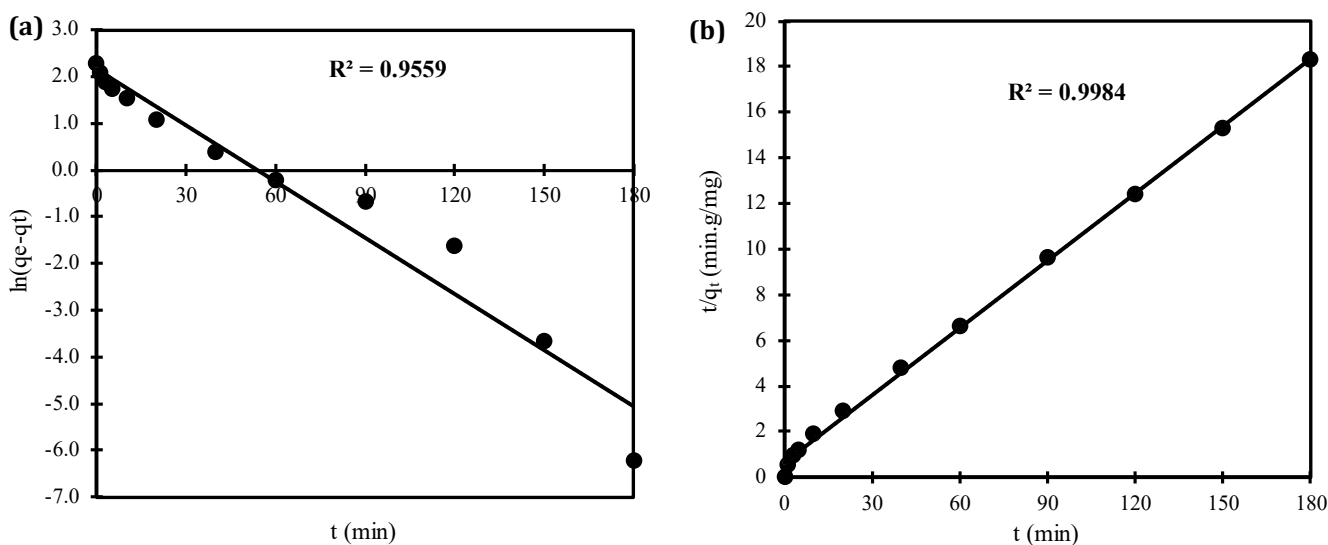 (a)
3.0
2.0
1.0
0.0
-1.0
-2.0
-3.0
-4.0
-5.0
-6.0
-7.0
0 30 60 90 120 150 180
R² = 0.9559
ln(qe-qt)
t (min)
(b)
20
18
16
14
12
10
8
6
4
2
0
0 30 60 90 120 150 180
R² = 0.9984
t/qₜ (min.g/mg)
t (min)